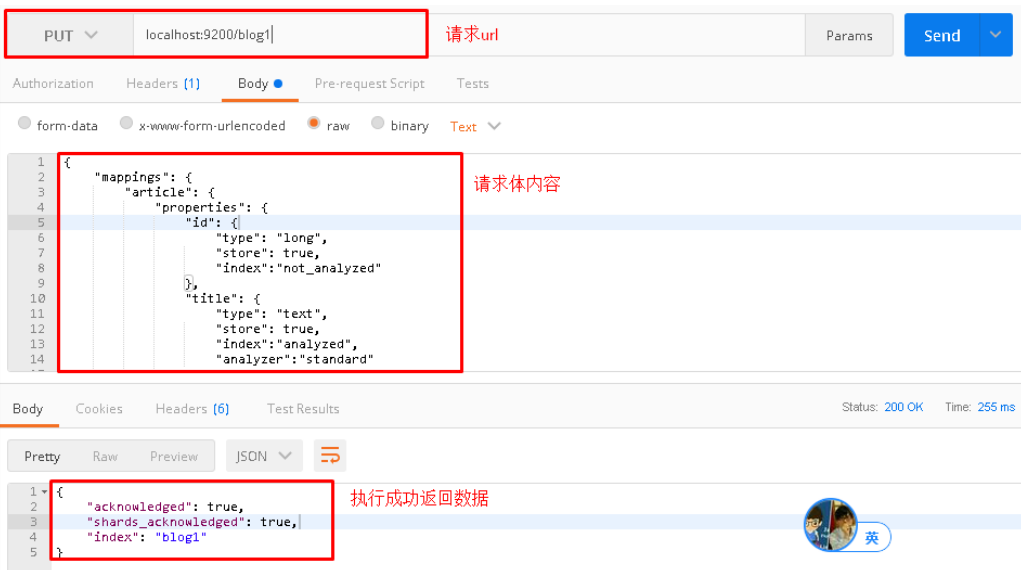 PUT localhost:9200/blog1 请求url Params Send
Authorization Headers (1) Body Pre-request Script Tests
form-data x-www-form-urlencoded raw binary Text
1 {
2 "mappings": {
请求体内容
3 "article": {
4 "properties": {
5 "id": {
6 "type": "long",
7 "store": true,
8 "index":"not_analyzed"
9 },
10 "title": {
11 "type": "text",
12 "store": true,
13 "index":"analyzed",
14 "analyzer":"standard"
Body Cookies Headers (6) Test Results Status: 200 OK Time: 255 ms
Pretty Raw Preview JSON
1 {
执行成功返回数据
2 "acknowledged": true,
3 "shards_acknowledged": true,
4 "index": "blog1"
5 }
英